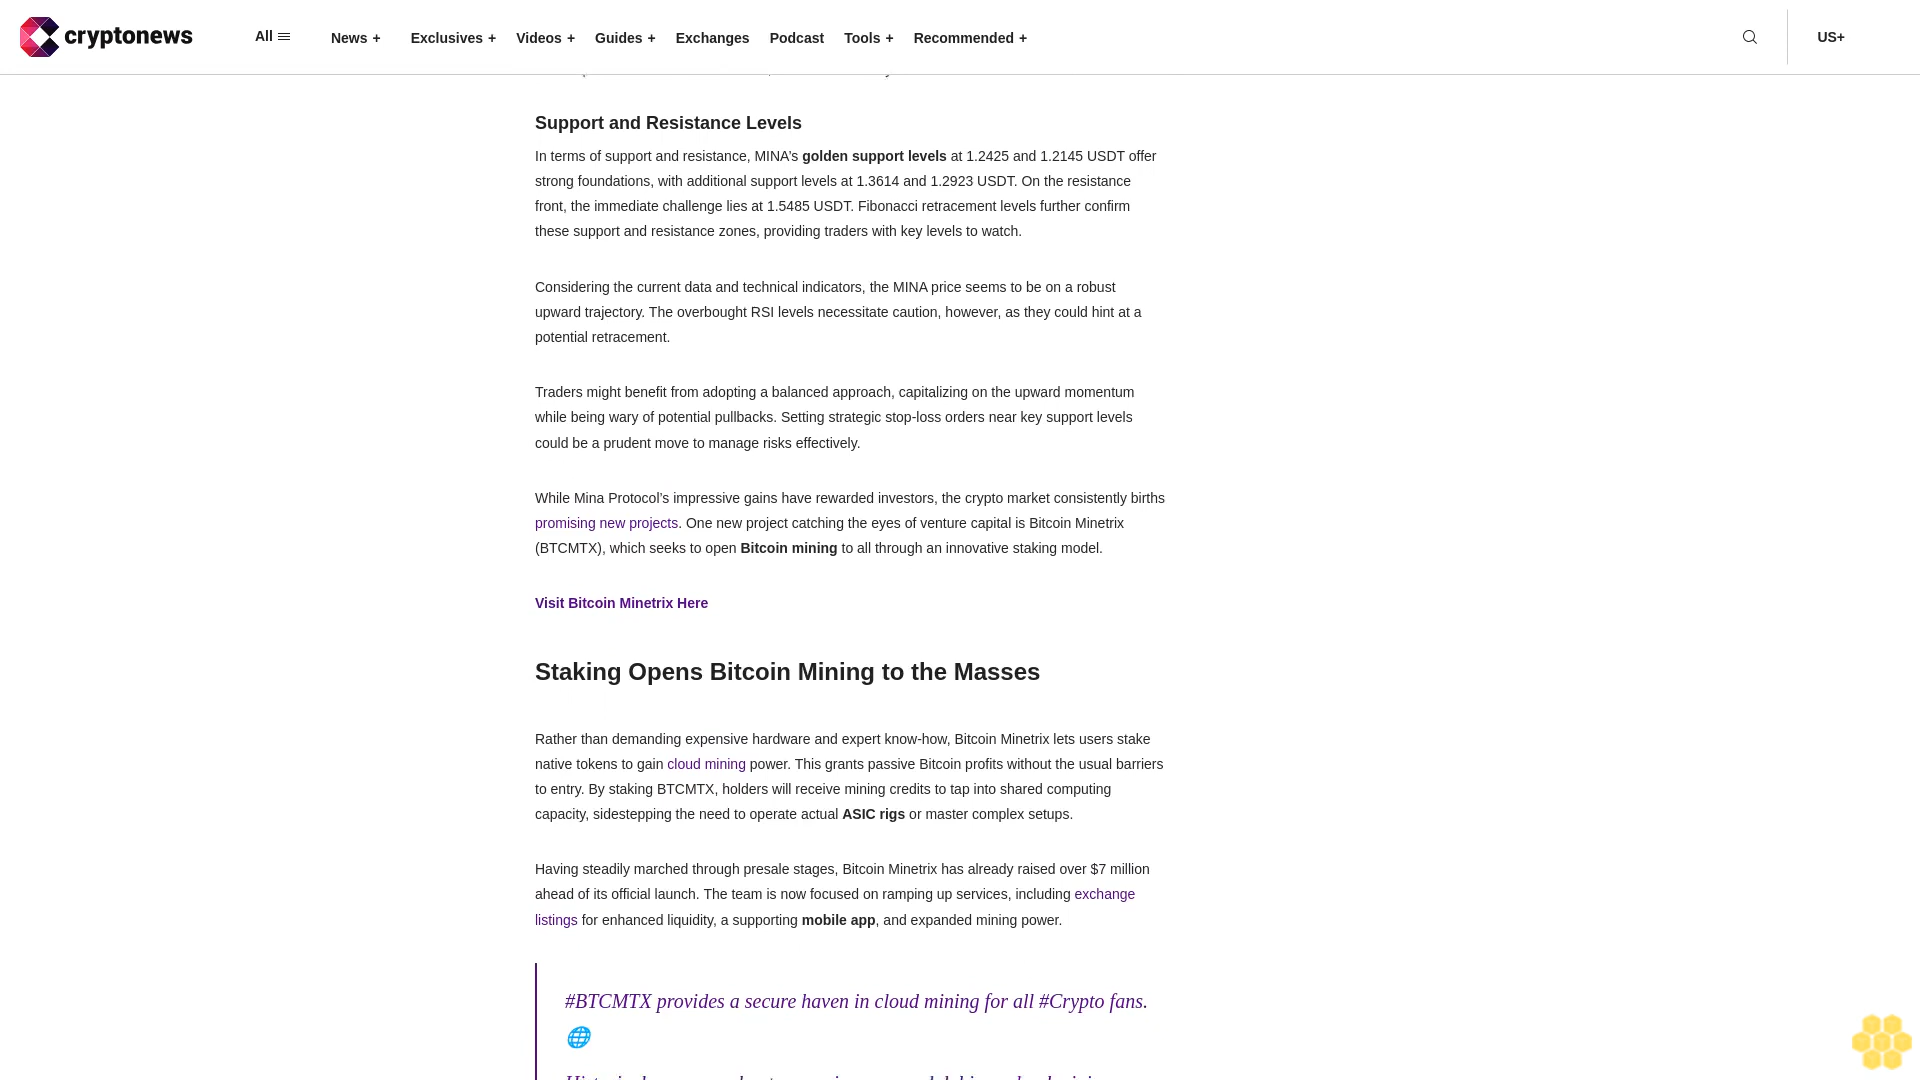 cryptonews
All
News +
Exclusives +
Videos +
Guides +
Exchanges
Podcast
Tools +
Recommended +
US+
Support and Resistance Levels
In terms of support and resistance, MINA's golden support levels at 1.2425 and 1.2145 USDT offer
strong foundations, with additional support levels at 1.3614 and 1.2923 USDT. On the resistance
front, the immediate challenge lies at 1.5485 USDT. Fibonacci retracement levels further confirm
these support and resistance zones, providing traders with key levels to watch.
Considering the current data and technical indicators, the MINA price seems to be on a robust
upward trajectory. The overbought RSI levels necessitate caution, however, as they could hint at a
potential retracement.
Traders might benefit from adopting a balanced approach, capitalizing on the upward momentum
while being wary of potential pullbacks. Setting strategic stop-loss orders near key support levels
could be a prudent move to manage risks effectively.
While Mina Protocol's impressive gains have rewarded investors, the crypto market consistently births
promising new projects. One new project catching the eyes of venture capital is Bitcoin Minetrix
(BTCMTX), which seeks to open Bitcoin mining to all through an innovative staking model.
Visit Bitcoin Minetrix Here
Staking Opens Bitcoin Mining to the Masses
Rather than demanding expensive hardware and expert know-how, Bitcoin Minetrix lets users stake
native tokens to gain cloud mining power. This grants passive Bitcoin profits without the usual barriers
to entry. By staking BTCMTX, holders will receive mining credits to tap into shared computing
capacity, sidestepping the need to operate actual ASIC rigs or master complex setups.
Having steadily marched through presale stages, Bitcoin Minetrix has already raised over $7 million
ahead of its official launch. The team is now focused on ramping up services, including exchange
listings for enhanced liquidity, a supporting mobile app, and expanded mining power.
#BTCMTX provides a secure haven in cloud mining for all #Crypto fans.
🌐